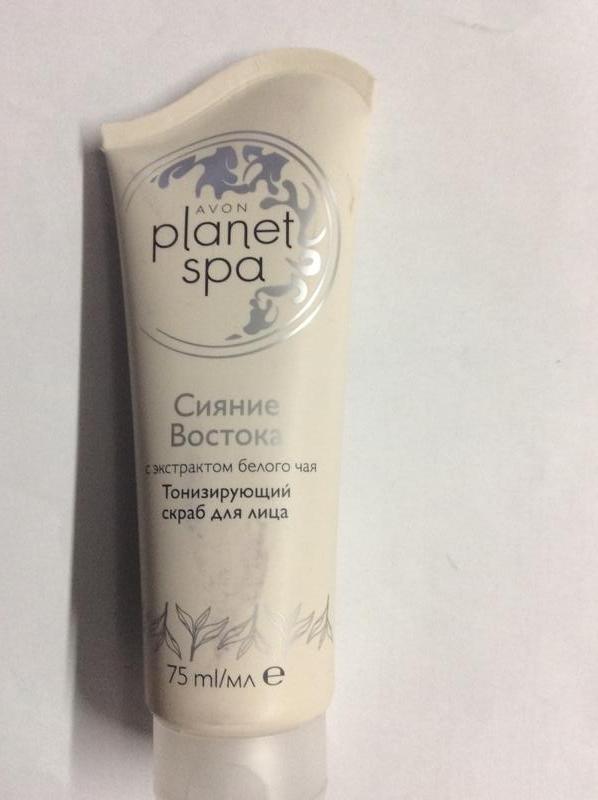 AVON
planet
spa
Сияние
Востока
с экстрактом белого чая
Тонизирующий
скраб для лица
75 ml/мл e